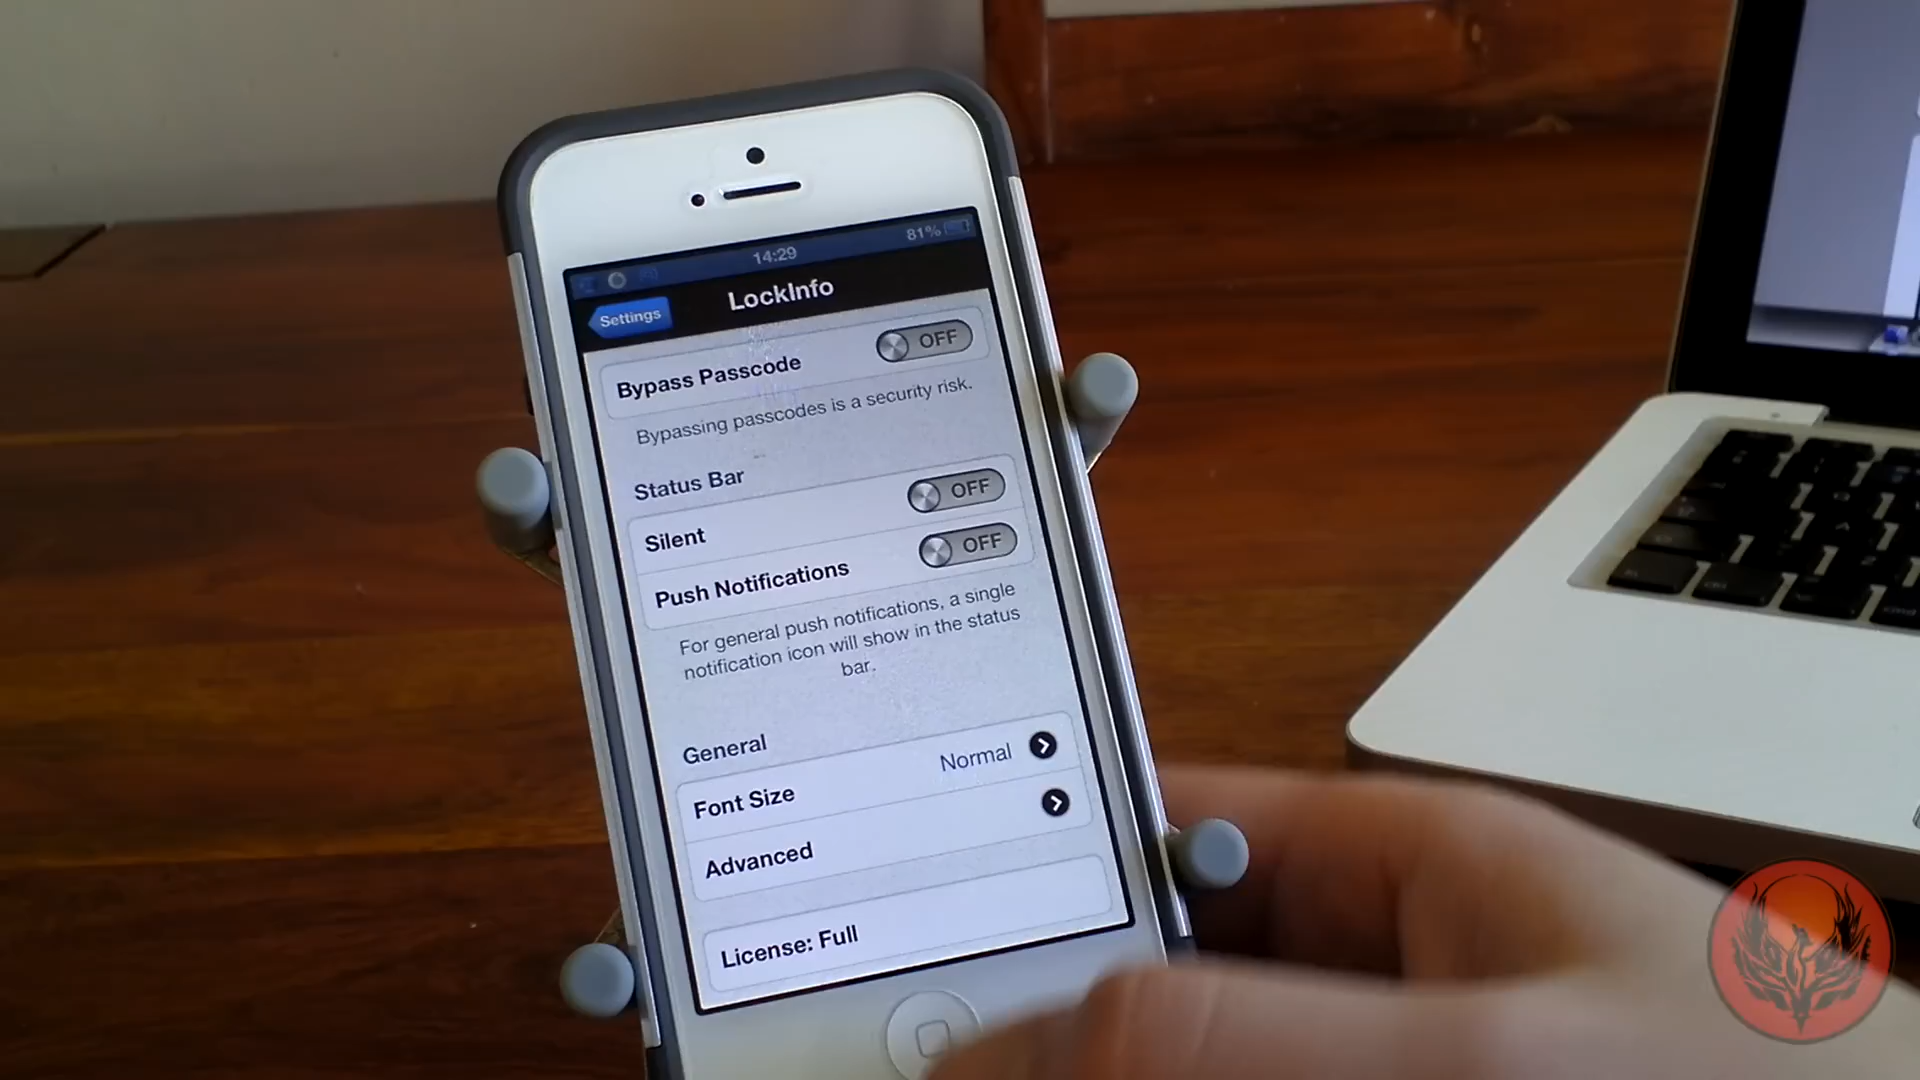 14:29
81%
Settings
LockInfo
Bypass Passcode
OFF
Bypassing passcodes is a security risk.
Status Bar
Silent
OFF
Push Notifications
OFF
For general push notifications, a single
notification icon will show in the status
bar.
General
Font Size
Normal
Advanced
License: Full